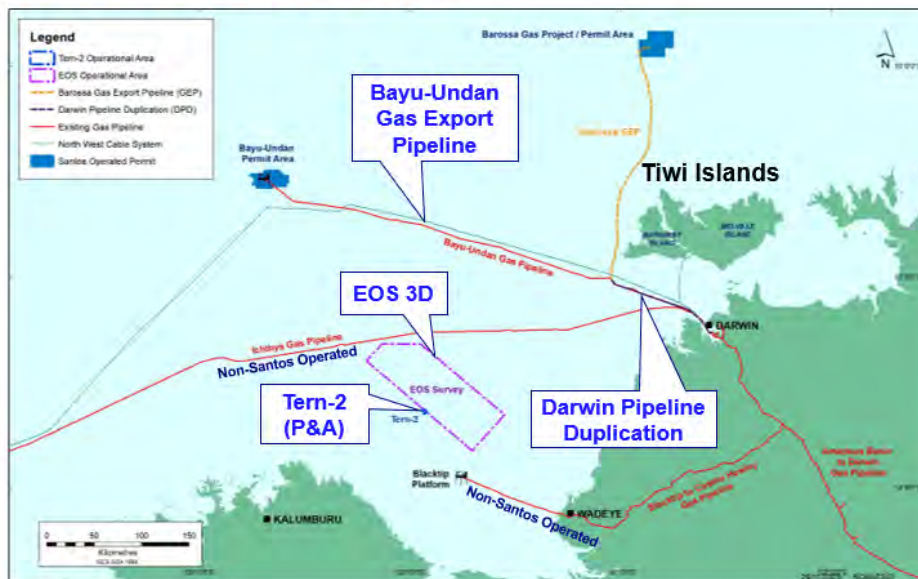 Legend
Tern-2 Operational Area
EOS Operational Area
Barossa Gas Export Pipeline (GEP)
Darwin Pipeline Duplication (DPD)
Existing Gas Pipeline
North West Cable System
Santos Operated Permit
Barossa Gas Project / Permit Area
N
Bayu-Undan
Gas Export
Pipeline
Bayu-Undan
Permit Area
Tiwi Islands
ISLAND
ISLAND
Bayu-Undan Gas Pipeline
EOS 3D
DARWIN
Ichthys Gas Pipeline
Non-Santos Operated
EOS Survey
Tern-2
(P&A)
Tern-2
Darwin Pipeline
Duplication
Blacktip
Platform
Non-Santos Operated
WADEYE
Gas Pipeline
KALUMBURU
0 50 100 150
Kilometres